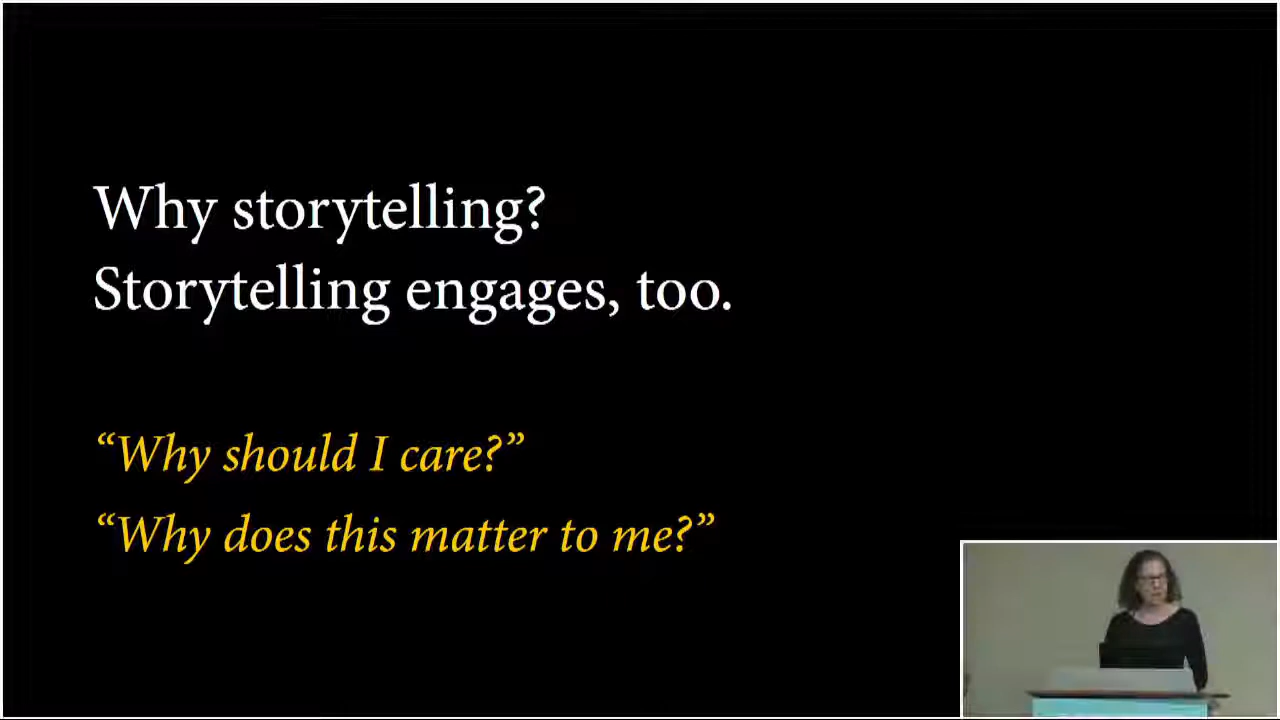 Why storytelling?
Storytelling engages, too.
“Why should I care?”
“Why does this matter to me?”